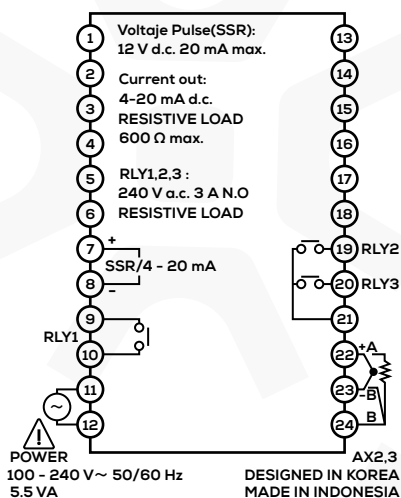 1 Voltaje Pulse(SSR): 13
12 V d.c. 20 mA max.
2 Current out: 14
3 4-20 mA d.c. 15
RESISTIVE LOAD
4 600 Ω max. 16
5 RLY1,2,3 : 17
240 V a.c. 3 A N.O
6 RESISTIVE LOAD 18
7 + 19 RLY2
SSR/4 - 20 mA
8 - 20 RLY3
9 21
RLY1
10 22 +A
11 23 -B
12 24 B
~
!
POWER AX2,3
100 - 240 V~ 50/60 Hz DESIGNED IN KOREA
5.5 VA MADE IN INDONESIA